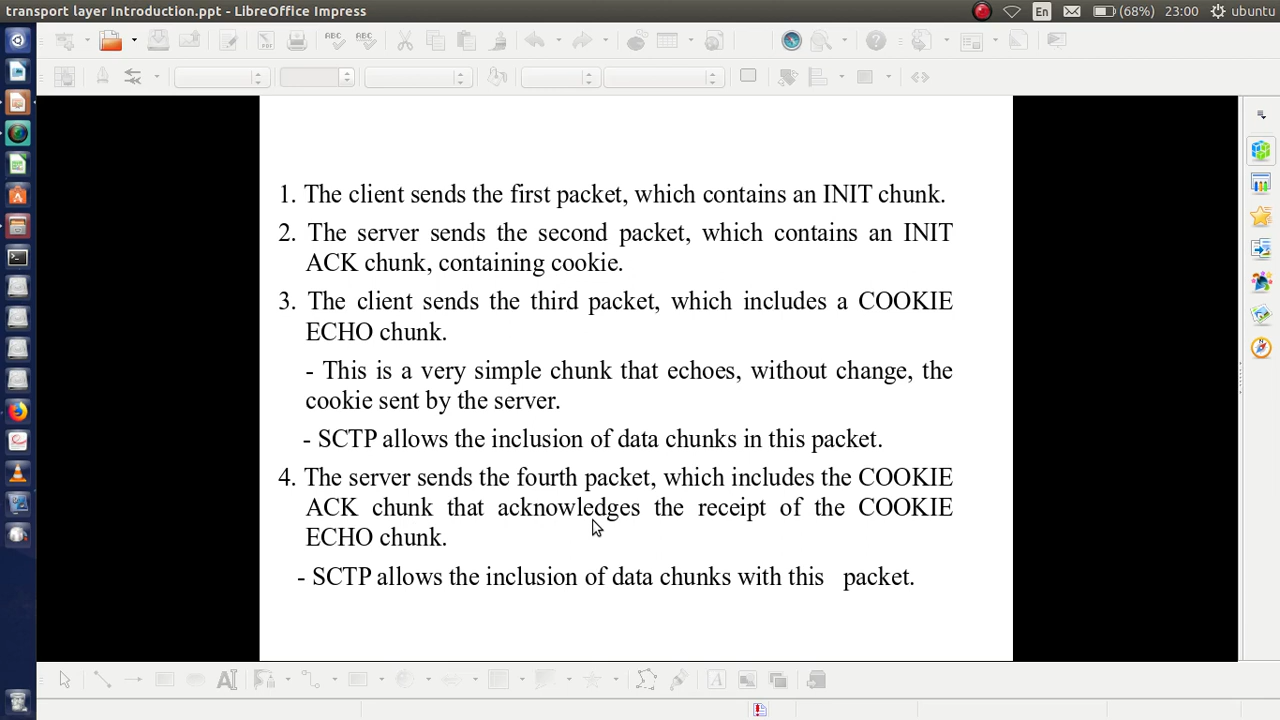 transport layer Introduction.ppt - LibreOffice Impress
En
(68%)
23:00
ubuntu
1. The client sends the first packet, which contains an INIT chunk.
2. The server sends the second packet, which contains an INIT
ACK chunk, containing cookie.
3. The client sends the third packet, which includes a COOKIE
ECHO chunk.
- This is a very simple chunk that echoes, without change, the
cookie sent by the server.
- SCTP allows the inclusion of data chunks in this packet.
4. The server sends the fourth packet, which includes the COOKIE
ACK chunk that acknowledges the receipt of the COOKIE
ECHO chunk.
- SCTP allows the inclusion of data chunks with this packet.